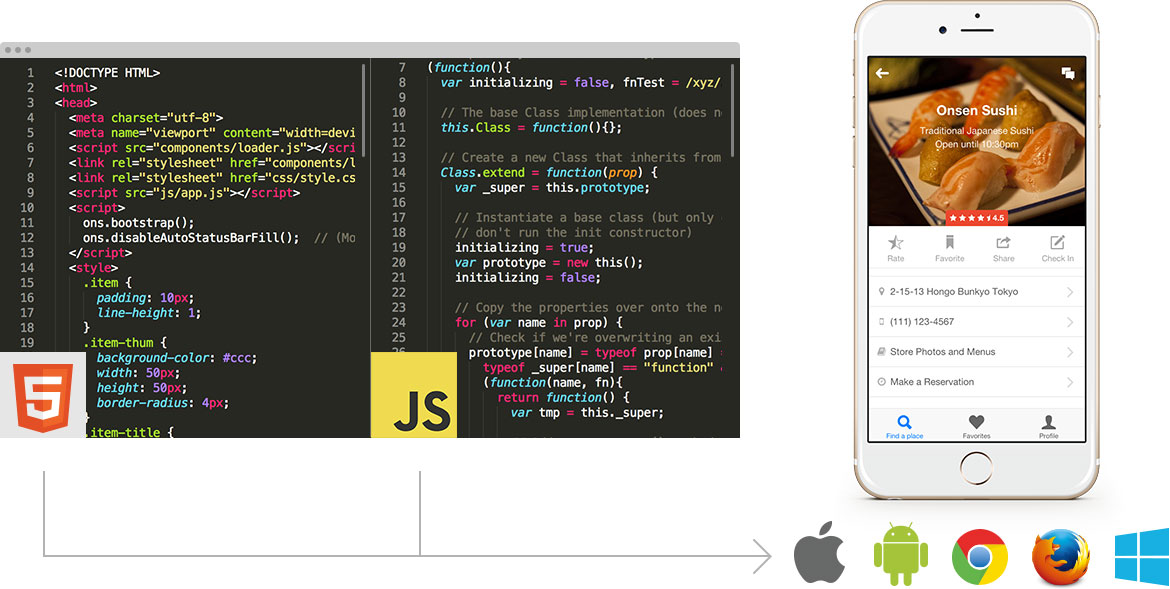 1 <!DOCTYPE HTML>
2 <html>
3 <head>
4 <meta charset="utf-8">
5 <meta name="viewport" content="width=devi
6 <script src="components/loader.js"></scri
7 <link rel="stylesheet" href="components/l
8 <link rel="stylesheet" href="css/style.cs
9 <script src="js/app.js"></script>
10 <script>
11 ons.bootstrap();
12 ons.disableAutoStatusBarFill();  // (Mo
13 </script>
14 <style>
15 .item {
16 padding: 10px;
17 line-height: 1;
18 }
19 .item-thum {
background-color: #ccc;
width: 50px;
height: 50px;
border-radius: 4px;
}
.item-title {
5
7 (function(){
8 var initializing = false, fnTest = /xyz/
9
10 // The base Class implementation (does n
11 this.Class = function(){};
12
13 // Create a new Class that inherits from
14 Class.extend = function(prop) {
15 var _super = this.prototype;
16
17 // Instantiate a base class (but only
18 // don't run the init constructor)
19 initializing = true;
20 var prototype = new this();
21 initializing = false;
22
23 // Copy the properties over onto the n
24 for (var name in prop) {
25 // Check if we're overwriting an exi
26 prototype[name] = typeof prop[name] =
typeof _super[name] == "function" &
(function(name, fn){
return function() {
var tmp = this._super;
JS
Onsen Sushi
Traditional Japanese Sushi
Open until 10:30pm
4.5
Rate Favorite Share Check In
2-15-13 Hongo Bunkyo Tokyo
(111) 123-4567
Store Photos and Menus
Make a Reservation
Find a place Favorites Profile